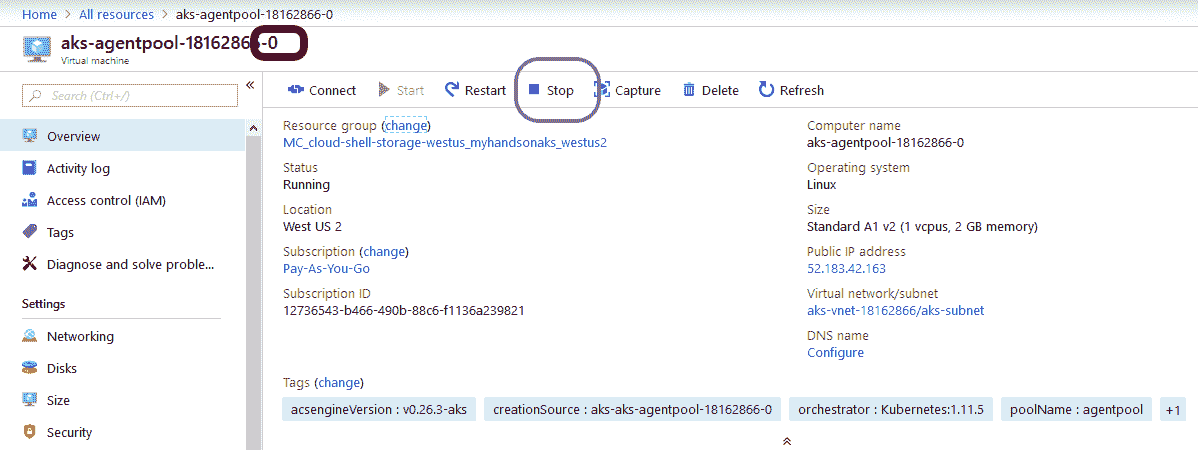 Home > All resources > aks-agentpool-18162866-0
aks-agentpool-18162866-0
Virtual machine
Search (Ctrl+/)
«
Connect Start Restart Stop Capture Delete Refresh
Overview
Activity log
Access control (IAM)
Tags
Diagnose and solve proble...
Settings
Networking
Disks
Size
Security
Resource group (change)
MC_cloud-shell-storage-westus_myhandsonaks_westus2
Status
Running
Location
West US 2
Subscription (change)
Pay-As-You-Go
Subscription ID
12736543-b466-490b-88c6-f1136a239821
Computer name
aks-agentpool-18162866-0
Operating system
Linux
Size
Standard A1 v2 (1 vcpus, 2 GB memory)
Public IP address
52.183.42.163
Virtual network/subnet
aks-vnet-18162866/aks-subnet
DNS name
Configure
Tags (change)
acsengineVersion : v0.26.3-aks creationSource : aks-aks-agentpool-18162866-0 orchestrator : Kubernetes:1.11.5 poolName : agentpool +1